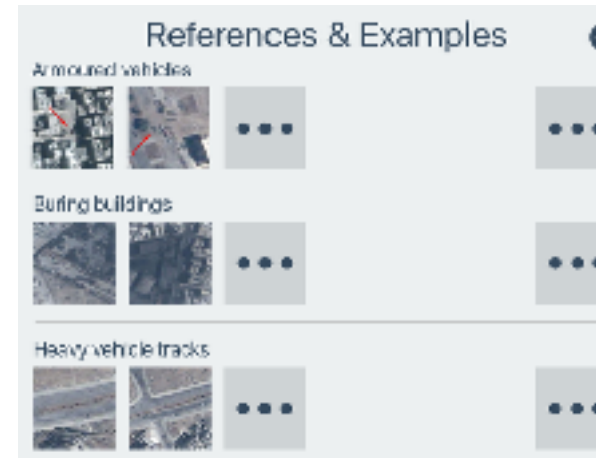 References & Examples
Armoured vehicles
Buring buildings
Heavy vehicle tracks